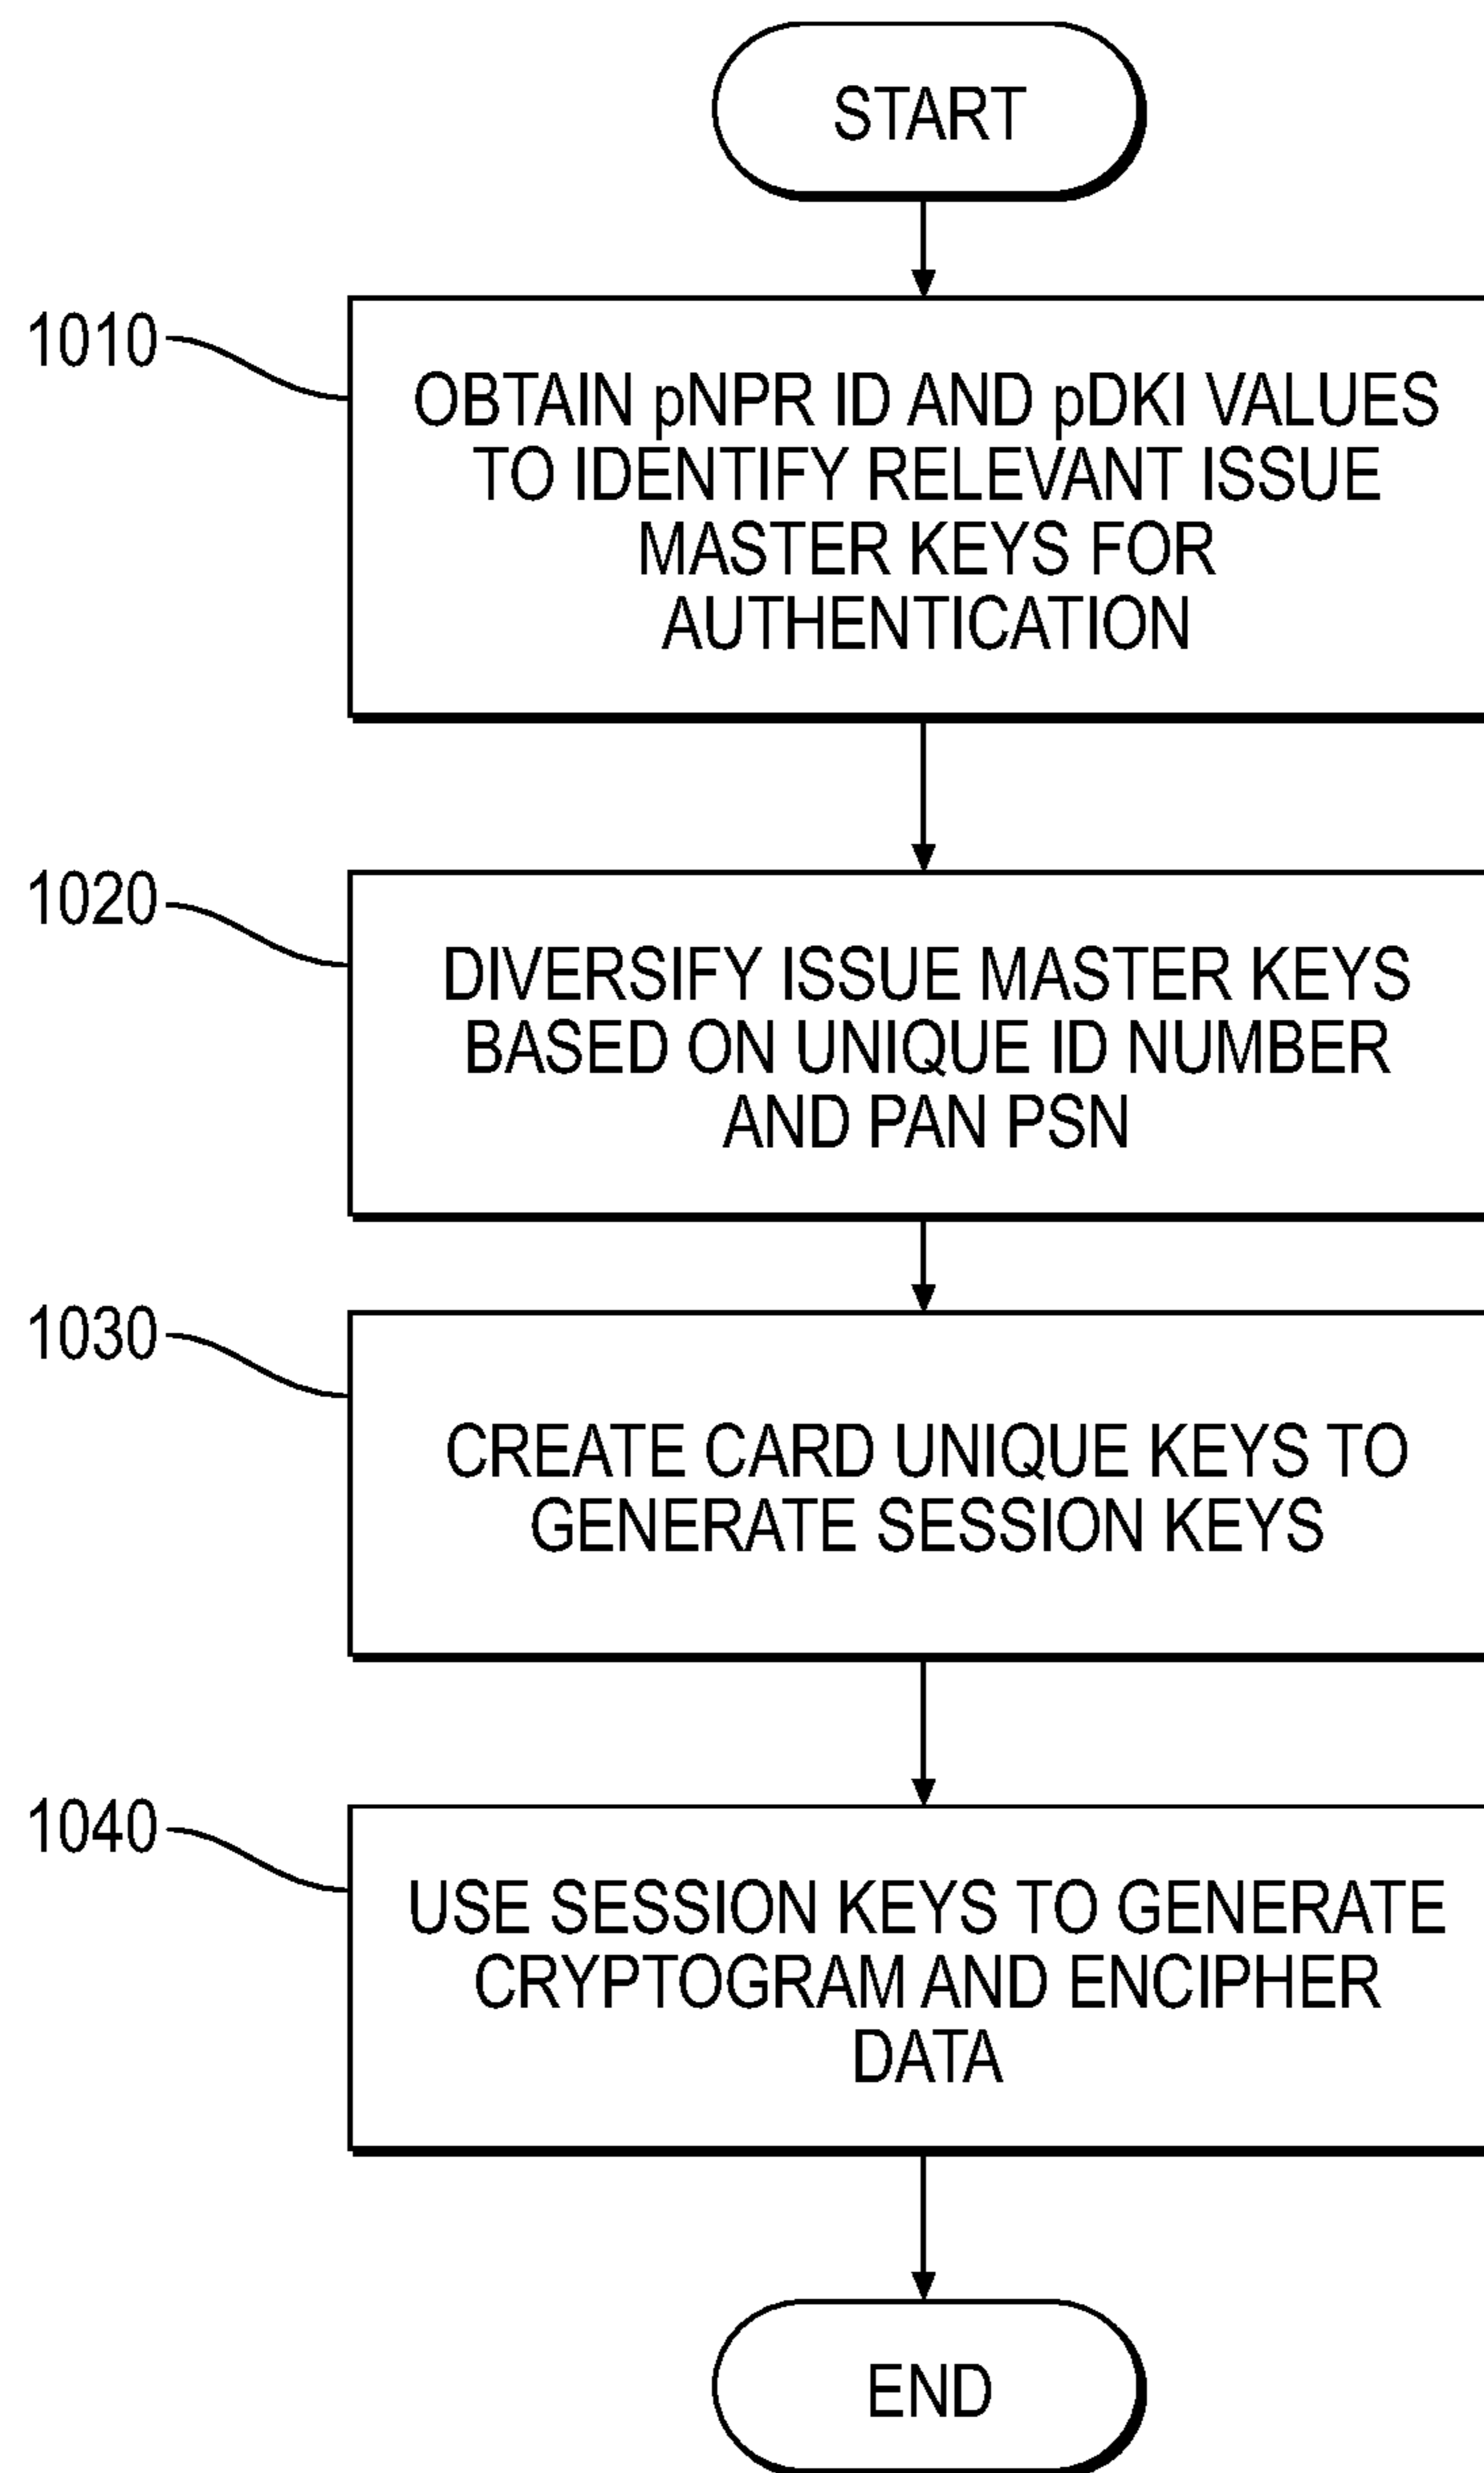 START
1010
OBTAIN pNPR ID AND pDKI VALUES
TO IDENTIFY RELEVANT ISSUE
MASTER KEYS FOR
AUTHENTICATION
1020
DIVERSIFY ISSUE MASTER KEYS
BASED ON UNIQUE ID NUMBER
AND PAN PSN
1030
CREATE CARD UNIQUE KEYS TO
GENERATE SESSION KEYS
1040
USE SESSION KEYS TO GENERATE
CRYPTOGRAM AND ENCIPHER
DATA
END